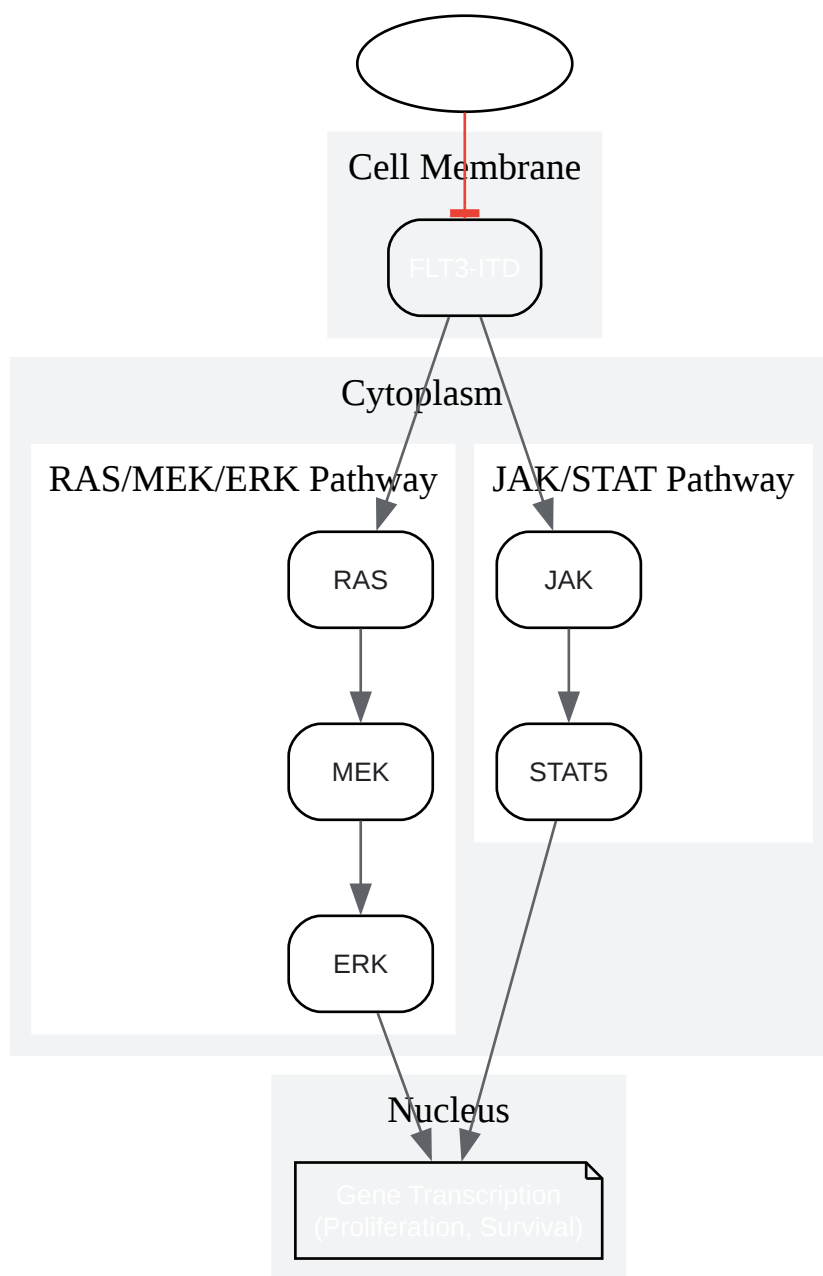 Cell Membrane
FLT3-ITD
Cytoplasm
RAS/MEK/ERK Pathway
JAK/STAT Pathway
RAS
JAK
MEK
STAT5
ERK
Nucleus
Gene Transcription
(Proliferation, Survival)